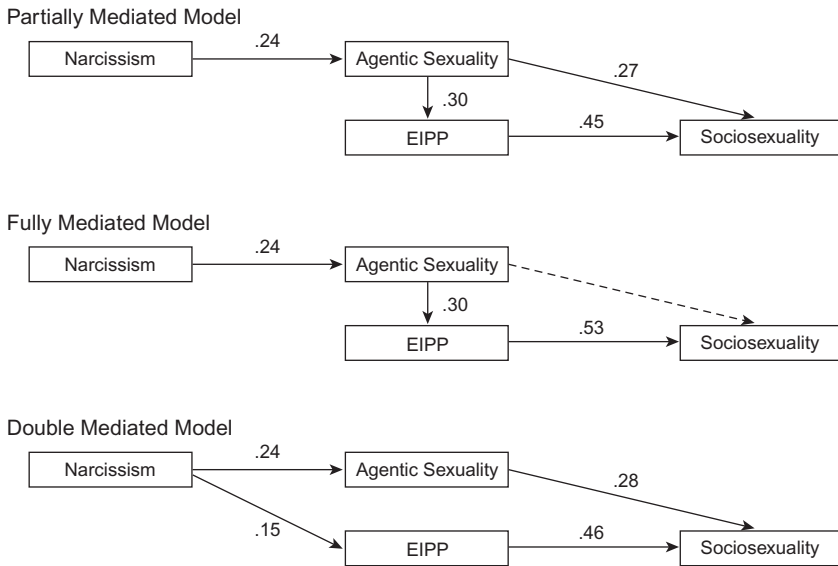 Partially Mediated Model
Narcissism
.24
Agentic Sexuality
.27
.30
EIPP
.45
Sociosexuality
Fully Mediated Model
Narcissism
.24
Agentic Sexuality
.30
EIPP
.53
Sociosexuality
Double Mediated Model
Narcissism
.24
Agentic Sexuality
.28
.15
EIPP
.46
Sociosexuality